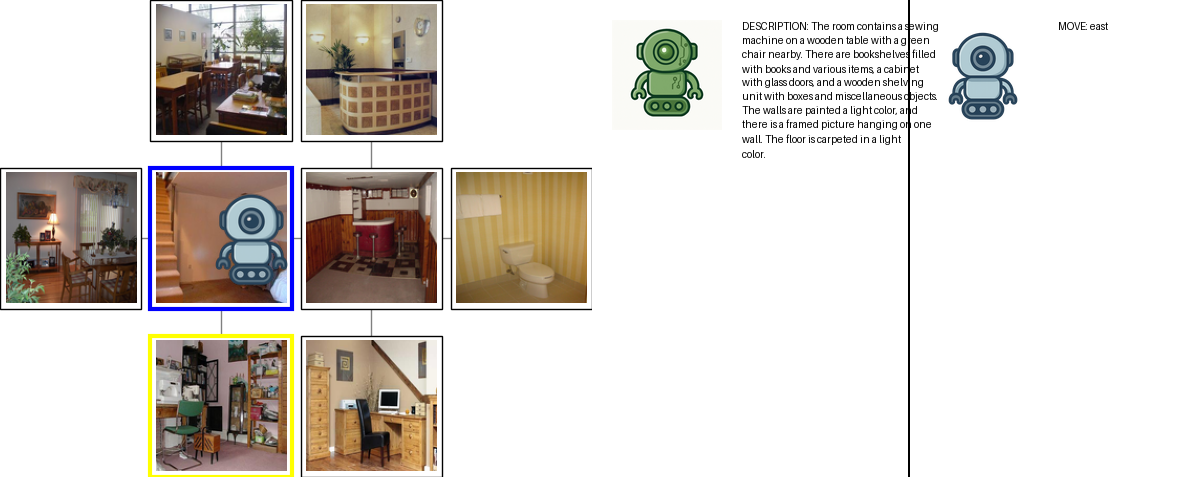 DESCRIPTION: The room contains a sewing
machine on a wooden table with a green
chair nearby. There are bookshelves filled
with books and various items, a cabinet
with glass doors, and a wooden shelving
unit with boxes and miscellaneous objects.
The walls are painted a light color, and
there is a framed picture hanging on one
wall. The floor is carpeted in a light
color.
MOVE: east